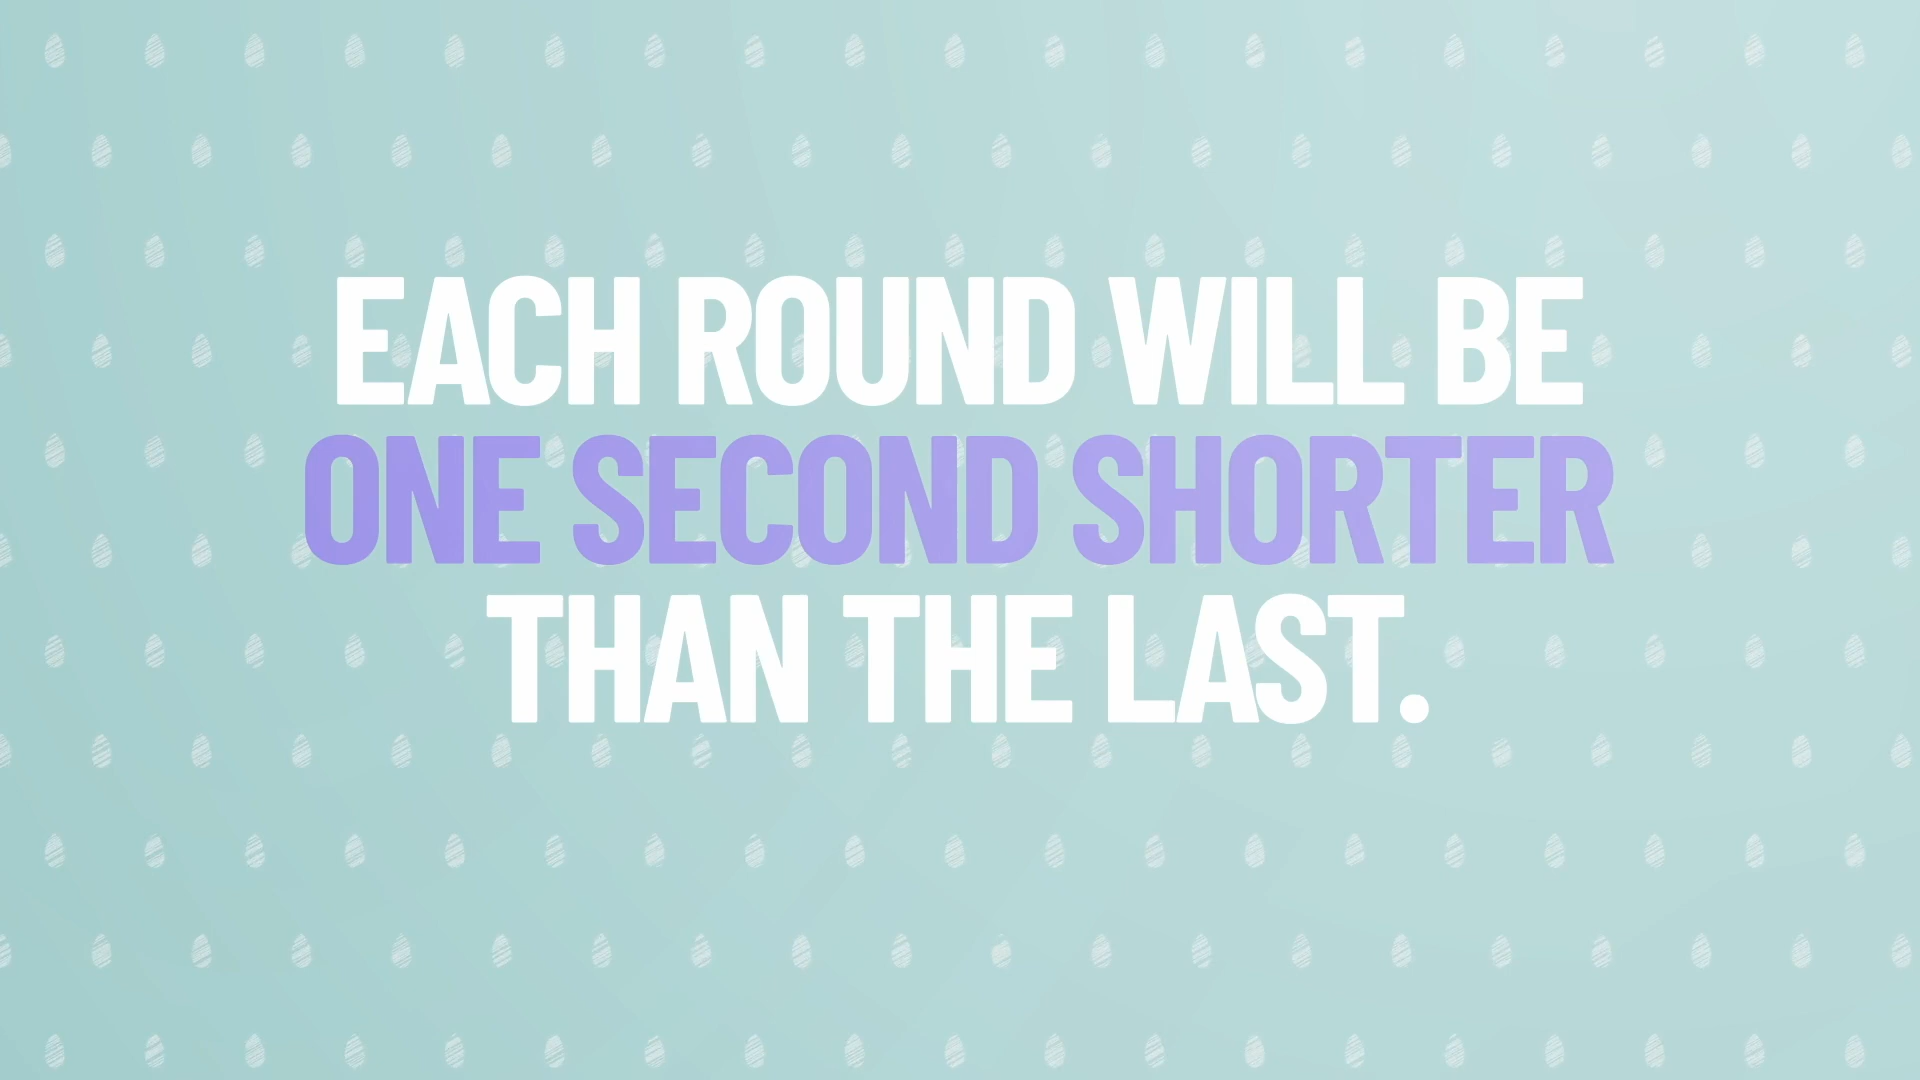 EACH ROUND WILL BE
ONE SECOND SHORTER
THAN THE LAST.